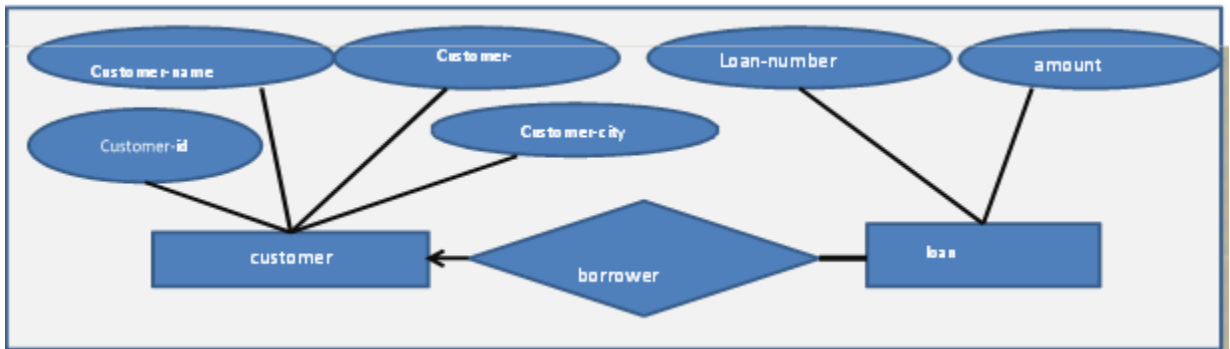 Customer-name
Customer-
Loan-number
amount
Customer-id
Customer-city
customer
borrower
loan